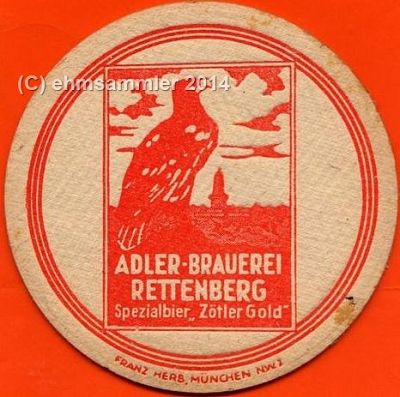 (C) ehmsammler 2014
ADLER-BRAUEREI
RETTENBERG
Spezialbier „Zötler Gold"
FRANZ HERB, MÜNCHEN NW.2